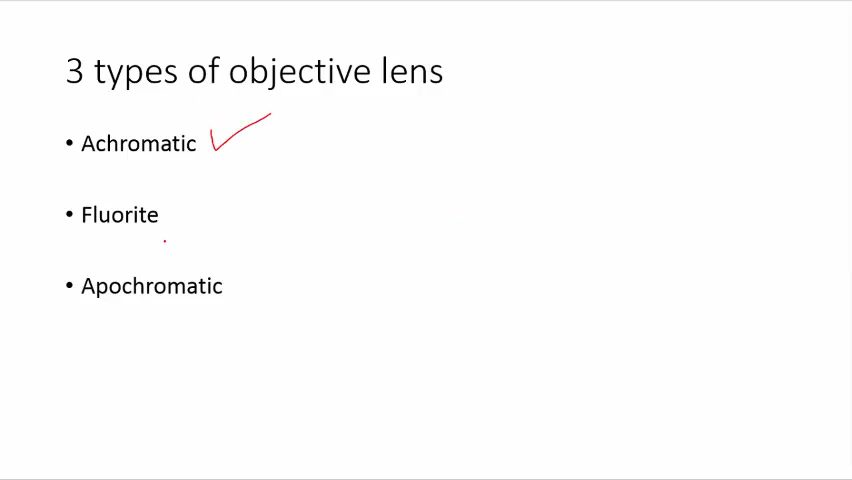 3 types of objective lens
• Achromatic
• Fluorite
• Apochromatic